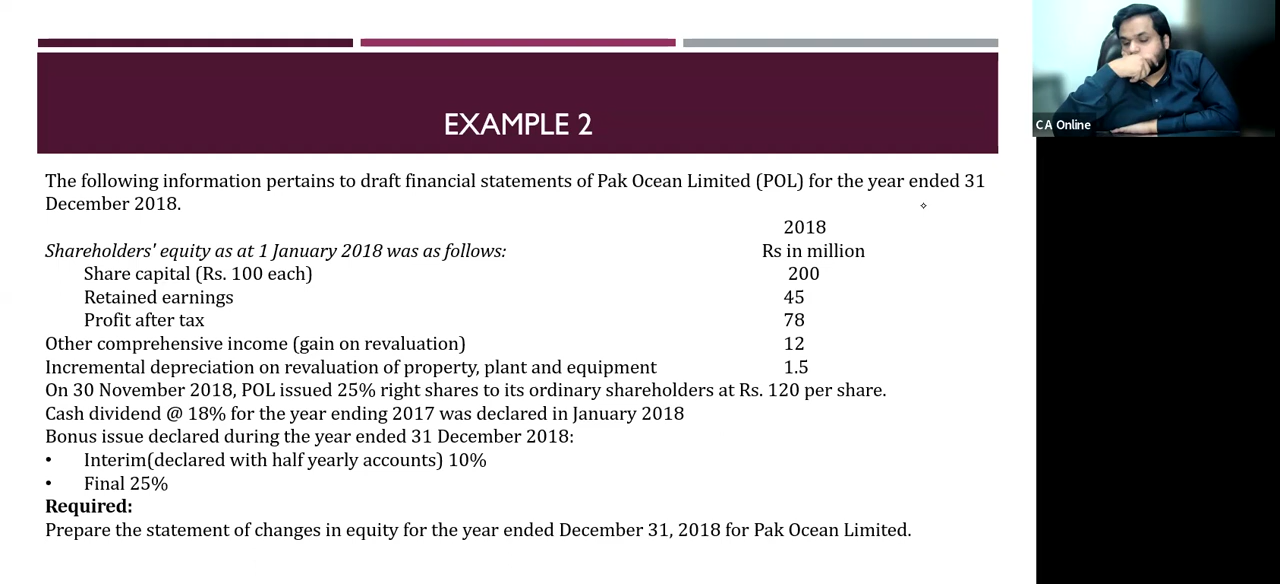 EXAMPLE 2
C A Online
The following information pertains to draft financial statements of Pak Ocean Limited (POL) for the year ended 31
December 2018.
2018
Shareholders' equity as at 1 January 2018 was as follows: Rs in million
Share capital (Rs. 100 each) 200
Retained earnings 45
Profit after tax 78
Other comprehensive income (gain on revaluation) 12
Incremental depreciation on revaluation of property, plant and equipment 1.5
On 30 November 2018, POL issued 25% right shares to its ordinary shareholders at Rs. 120 per share.
Cash dividend @ 18% for the year ending 2017 was declared in January 2018
Bonus issue declared during the year ended 31 December 2018:
• Interim(declared with half yearly accounts) 10%
• Final 25%
Required:
Prepare the statement of changes in equity for the year ended December 31, 2018 for Pak Ocean Limited.